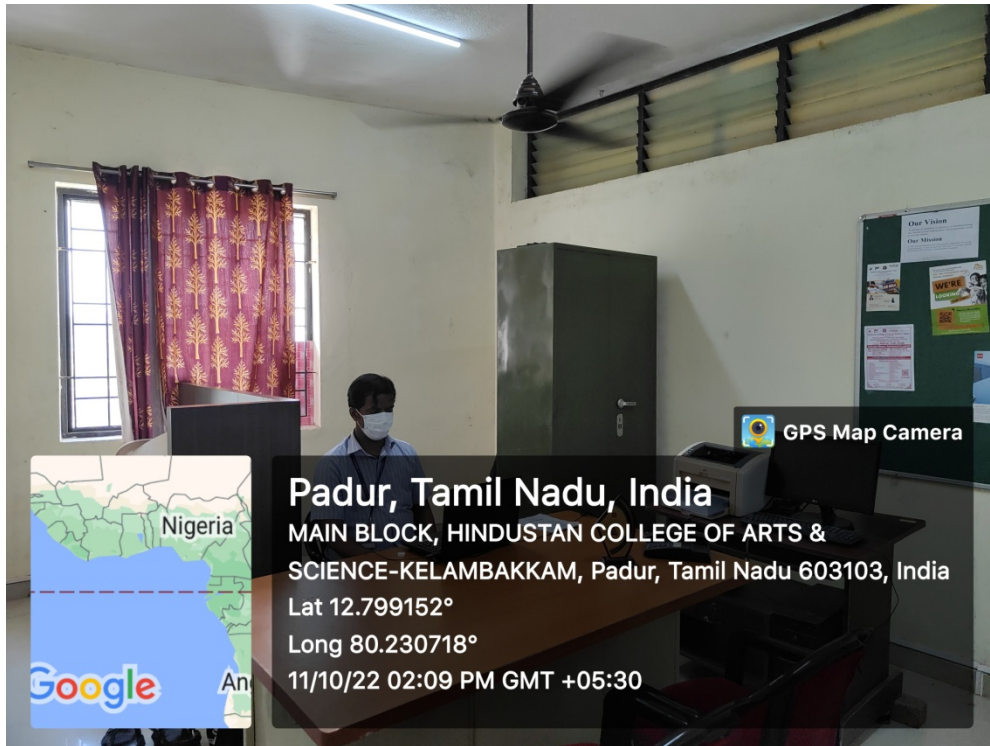 Our Vision
Our Mission
WE'RE
LOOKING
GPS Map Camera
Nigeria
An
Google
Padur, Tamil Nadu, India
MAIN BLOCK, HINDUSTAN COLLEGE OF ARTS &
SCIENCE-KELAMBAKKAM, Padur, Tamil Nadu 603103, India
Lat 12.799152°
Long 80.230718°
11/10/22 02:09 PM GMT +05:30